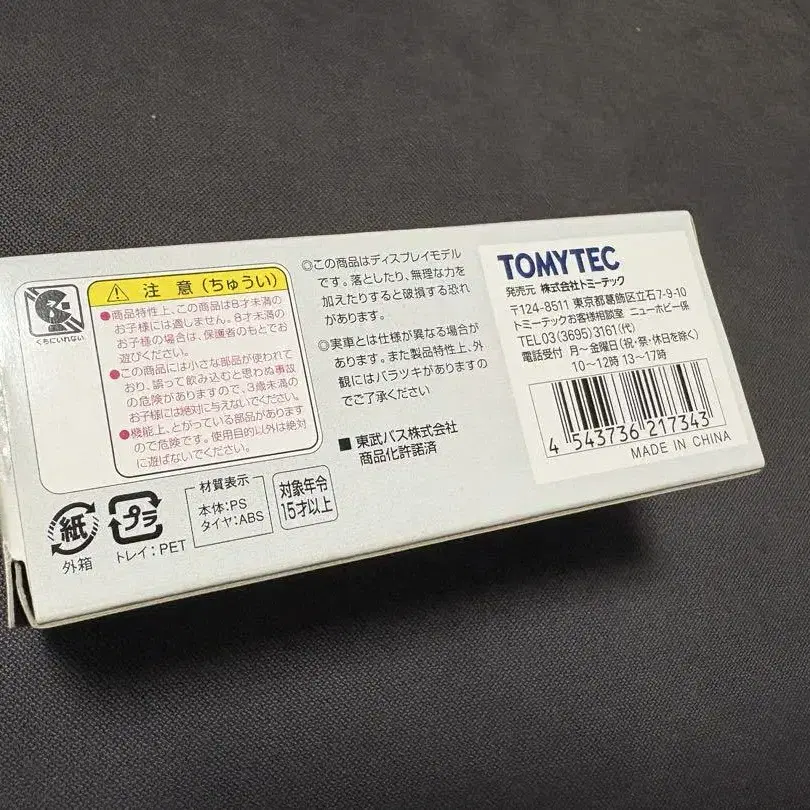 くちにいれない
注 意 (ちゅうい)
●商品特性上、この商品は8才未満の
お子様には適しません。8才未満の
お子様の場合は、保護者のもとでお
遊びください。
●この商品には小さな部品が使われて
おり、誤って飲み込むと思わぬ事故
の危険がありますので、3歳未満の
お子様には絶対に与えないでください。
●機能上、とがっている部品があります
ので危険です。使用目的以外は絶対
に遊ばないでください。
紙
外箱
プラ
トレイ:PET
材質表示
本体:PS
タイヤ:ABS
対象年令
15才以上
◎この商品はディスプレイモデル
です。落としたり、無理な力を
加えたりすると破損する恐れ
があります。
◎実車とは仕様が異なる場合が
あります。また製品特性上、外
観にはバラツキがありますの
でご了承ください
■東武バス株式会社
商品化許諾済
TOMYTEC
発売元 株式会社トミーテック
〒124-8511 東京都葛飾区立石7-9-10
トミーテックお客様相談室 ニューホビー係
TEL.03(3695)3161(代)
電話受付 月〜金曜日(祝・祭・休日を除く)
10〜12時 13〜17時
4 543736 217343
MADE IN CHINA